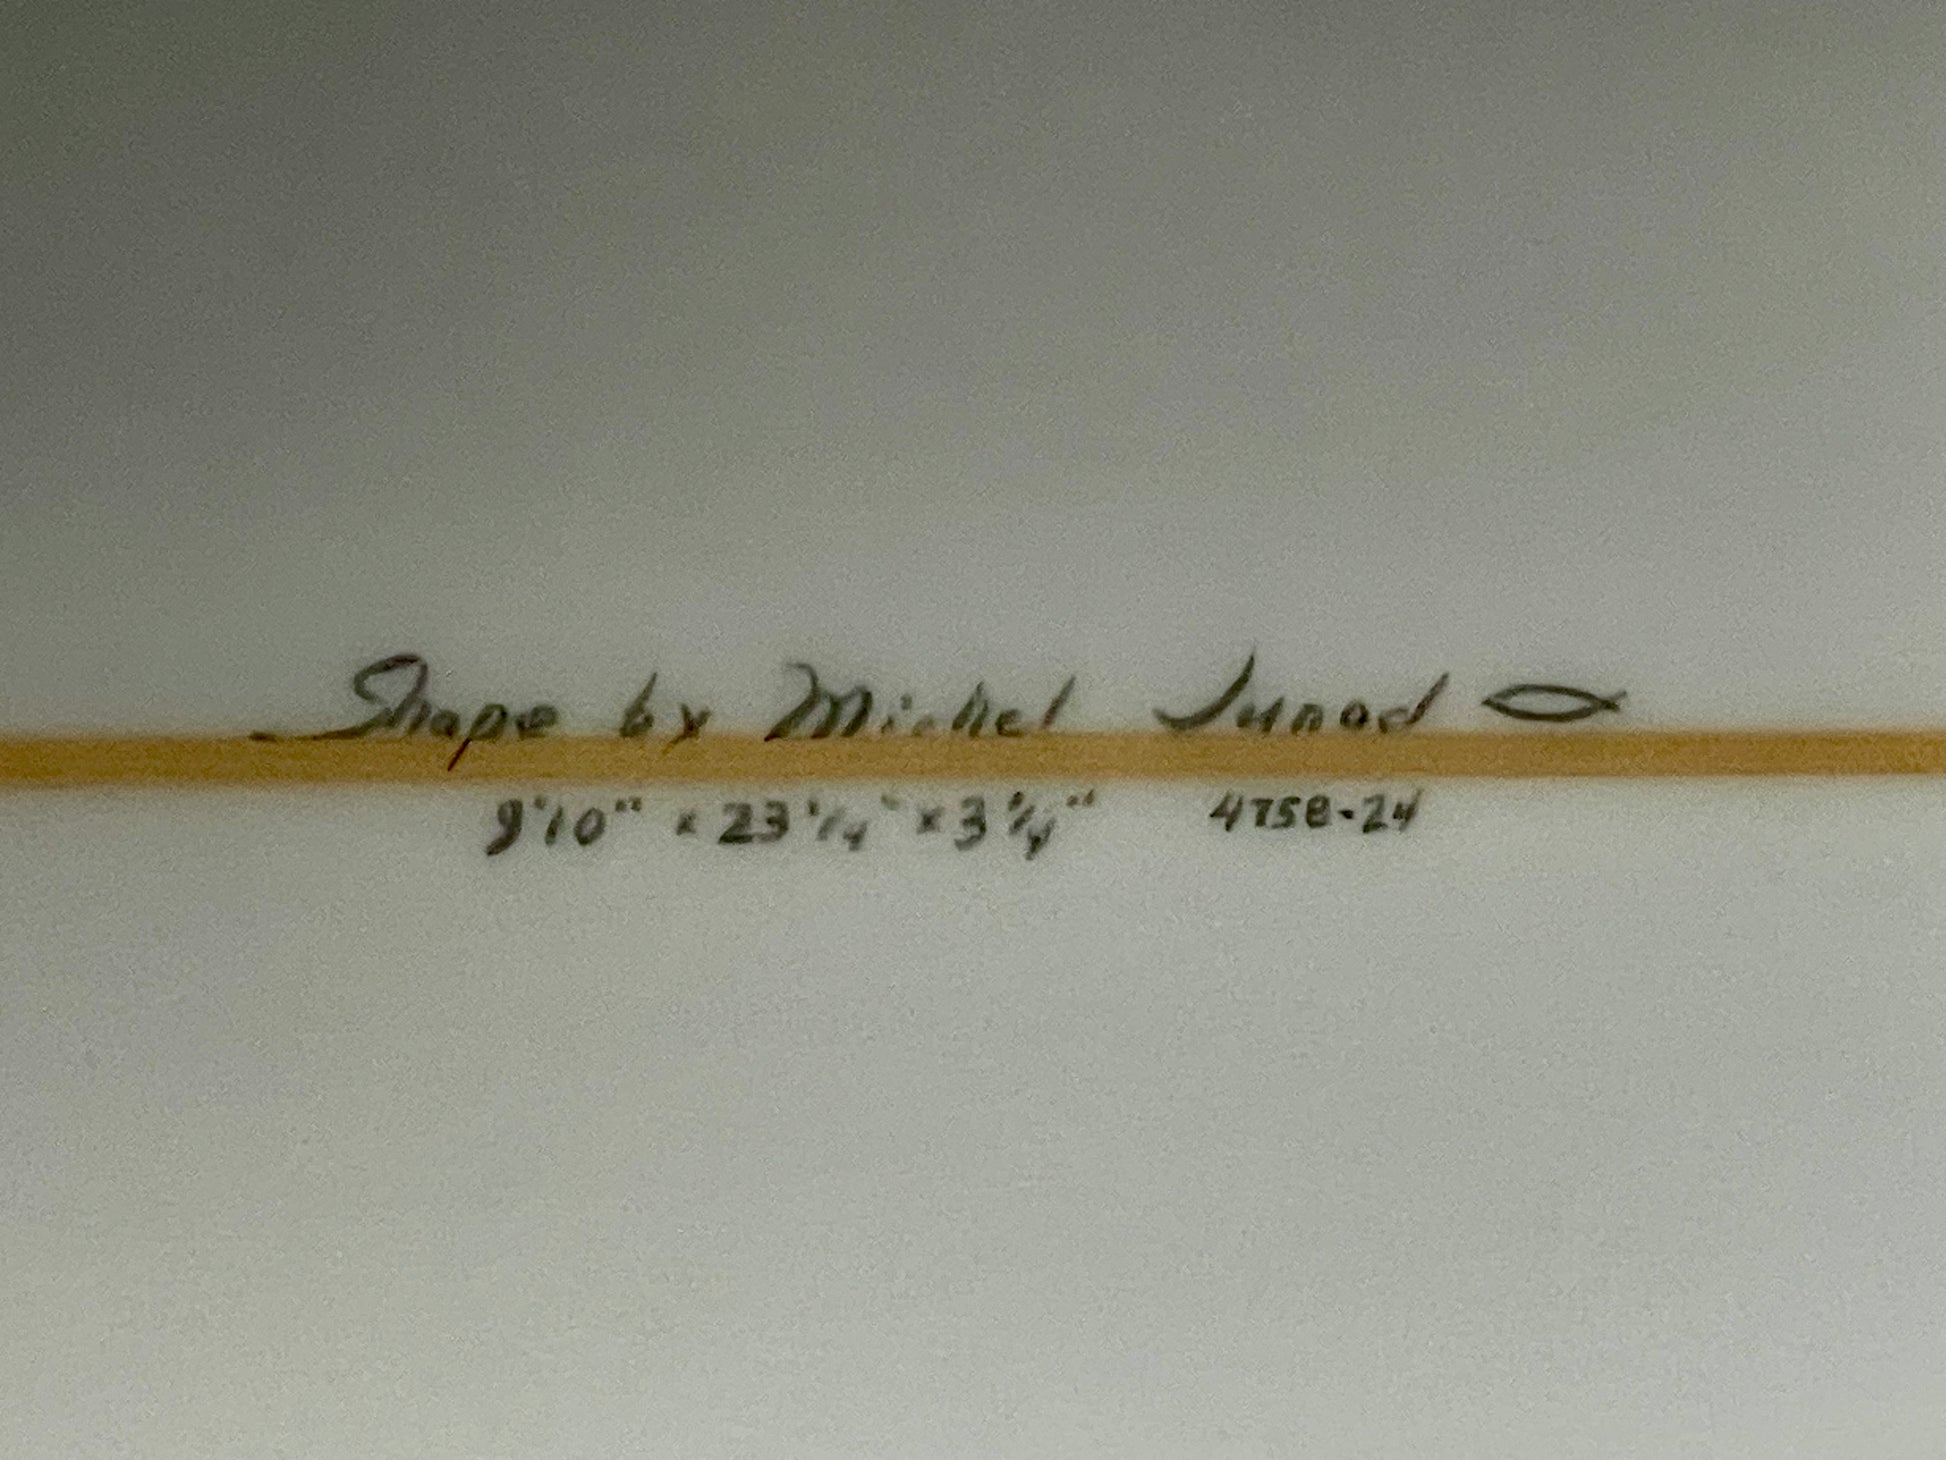 Shape by Michel Junod
9'10" x 23 1/4" x 3 1/4" 4758-24